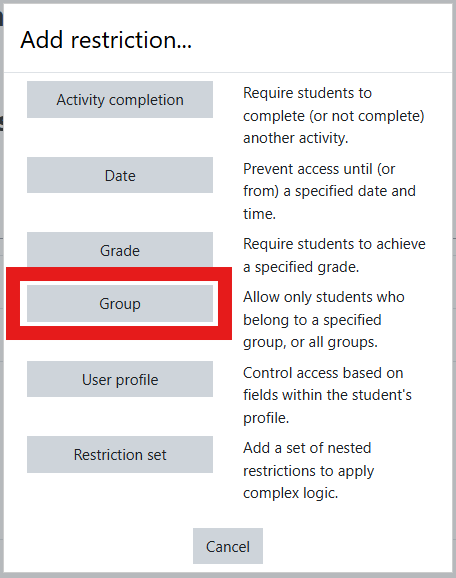 Add restriction...
Activity completion
Require students to
complete (or not complete)
another activity.
Date
Prevent access until (or
from) a specified date and
time.
Grade
Require students to achieve
a specified grade.
Group
Allow only students who
belong to a specified
group, or all groups.
User profile
Control access based on
fields within the student's
profile.
Restriction set
Add a set of nested
restrictions to apply
complex logic.
Cancel